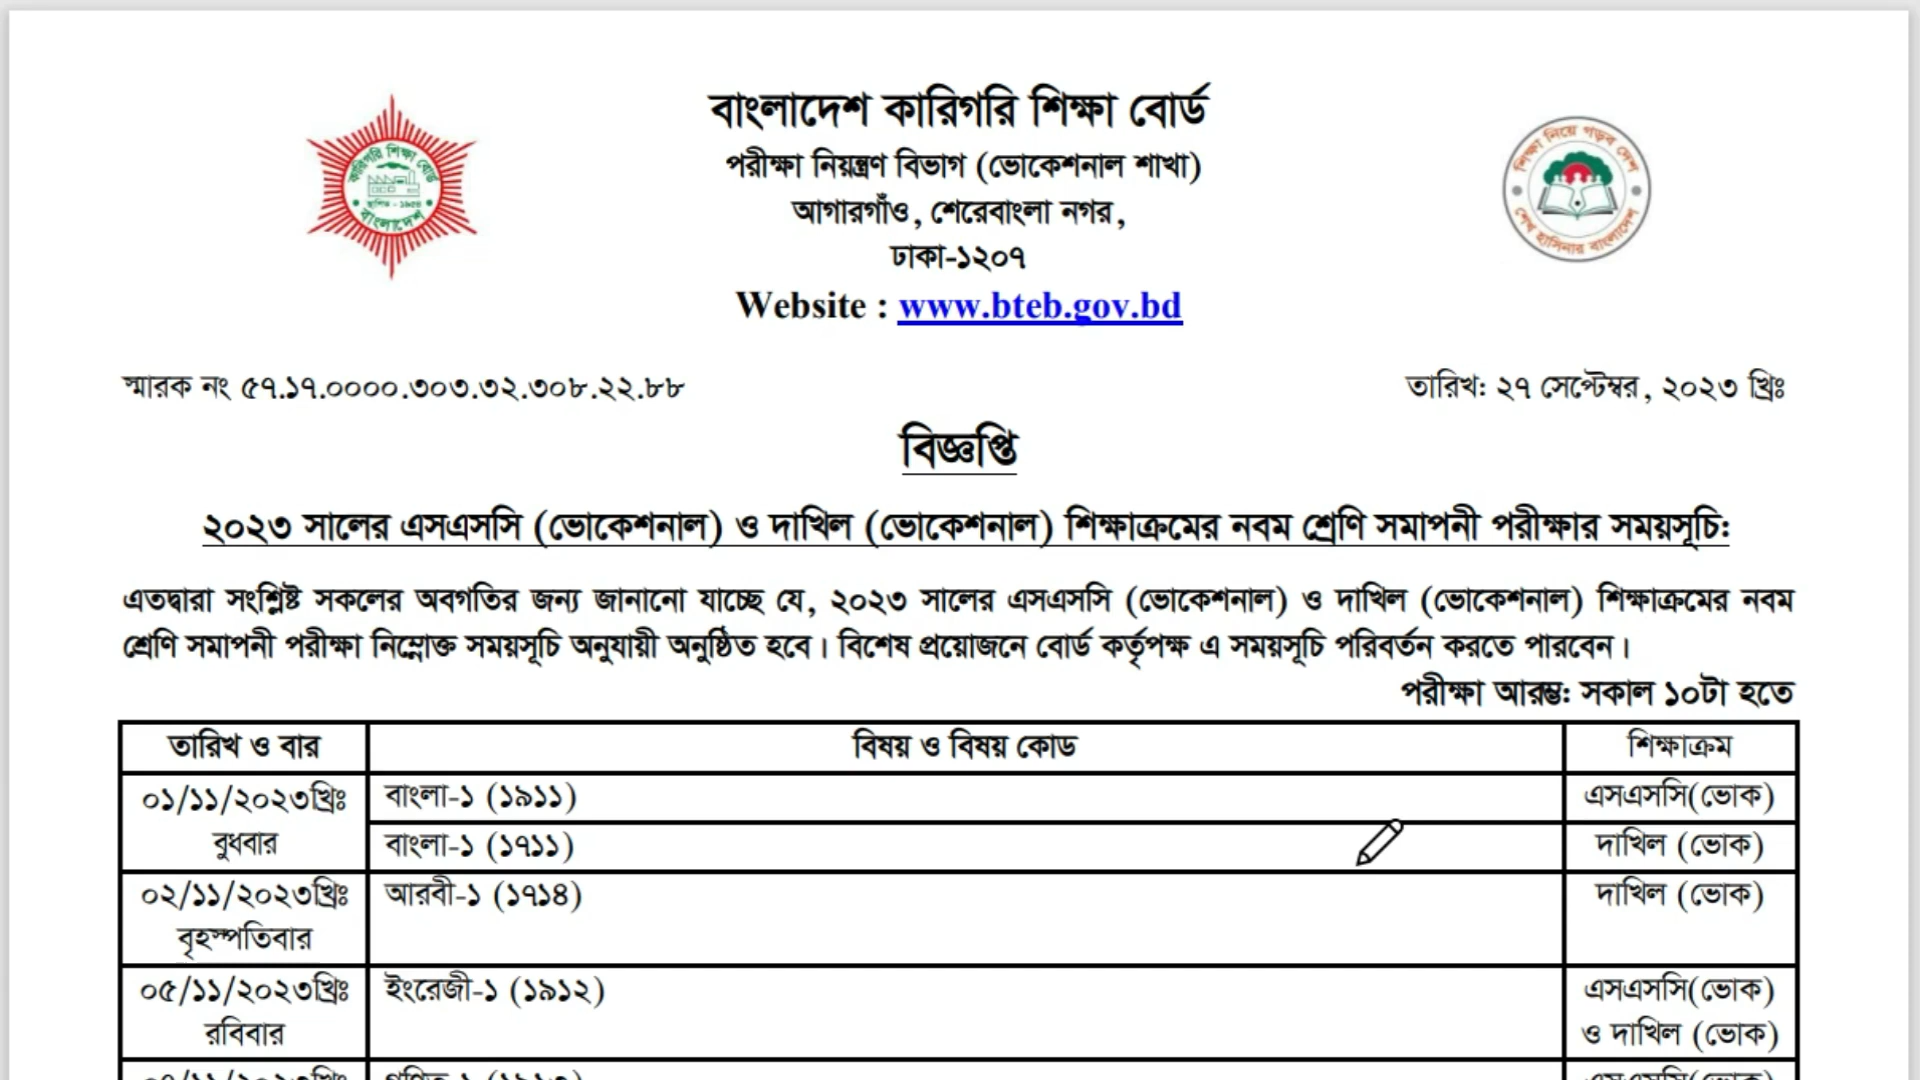 বাংলাদেশ কারিগরি শিক্ষা বোর্ড
পরীক্ষা নিয়ন্ত্রণ বিভাগ (ভোকেশনাল শাখা)
আগারগাঁও, শেরেবাংলা নগর,
ঢাকা-১২০৭
Website : www.bteb.gov.bd
কারিগরি শিক্ষা বোর্ড
স্থাপিত - ১৯৫৪
বাংলাদেশ
শিক্ষা নিয়ে গড়ব দেশ
শেখ হাসিনার বাংলাদেশ
স্মারক নং ৫৭.১৭.০০০০.৩০৩.৩২.৩০৮.২২.৮৮
তারিখ: ২৭ সেপ্টেম্বর, ২০২৩ খ্রিঃ
বিজ্ঞপ্তি
২০২৩ সালের এসএসসি (ভোকেশনাল) ও দাখিল (ভোকেশনাল) শিক্ষাক্রমের নবম শ্রেণি সমাপনী পরীক্ষার সময়সূচি:
এতদ্বারা সংশ্লিষ্ট সকলের অবগতির জন্য জানানো যাচ্ছে যে, ২০২৩ সালের এসএসসি (ভোকেশনাল) ও দাখিল (ভোকেশনাল) শিক্ষাক্রমের নবম
শ্রেণি সমাপনী পরীক্ষা নিম্নোক্ত সময়সূচি অনুযায়ী অনুষ্ঠিত হবে। বিশেষ প্রয়োজনে বোর্ড কর্তৃপক্ষ এ সময়সূচি পরিবর্তন করতে পারবেন।
পরীক্ষা আরম্ভ: সকাল ১০টা হতে
তারিখ ও বার বিষয় ও বিষয় কোড শিক্ষাক্রম
০১/১১/২০২৩খ্রিঃ বাংলা-১ (১৯১১) এসএসসি(ভোক)
বুধবার বাংলা-১ (১৭১১) দাখিল (ভোক)
০২/১১/২০২৩খ্রিঃ আরবী-১ (১৭১৪) দাখিল (ভোক)
বৃহস্পতিবার
০৫/১১/২০২৩খ্রিঃ ইংরেজী-১ (১৯১২) এসএসসি(ভোক)
রবিবার ও দাখিল (ভোক)